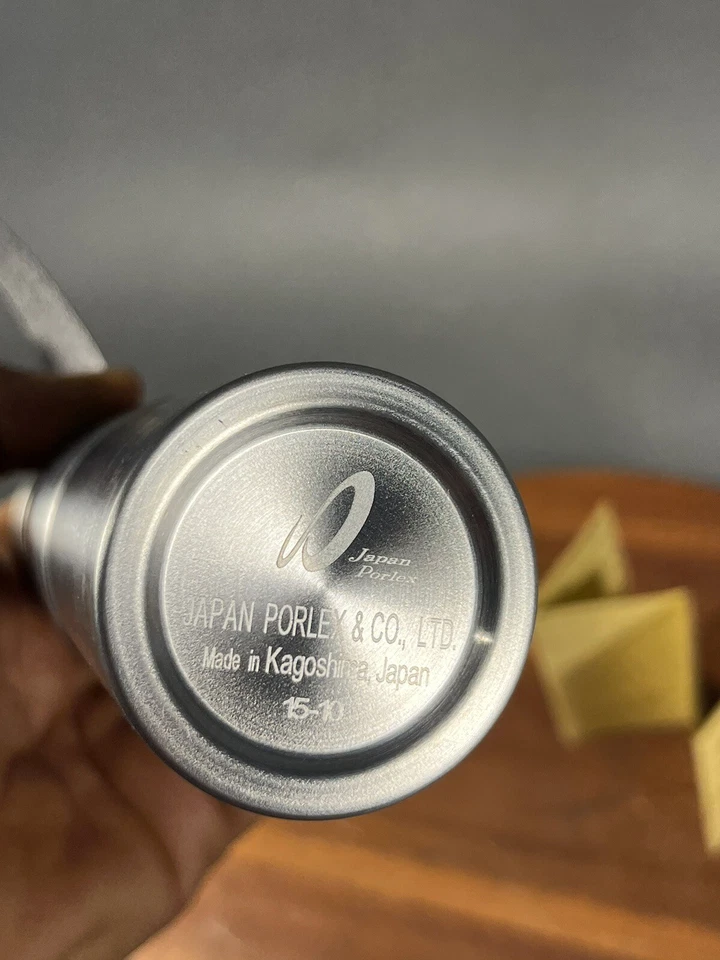 Japan
Porlex
JAPAN PORLEX & CO., LTD.
Made in Kagoshima, Japan
15-10